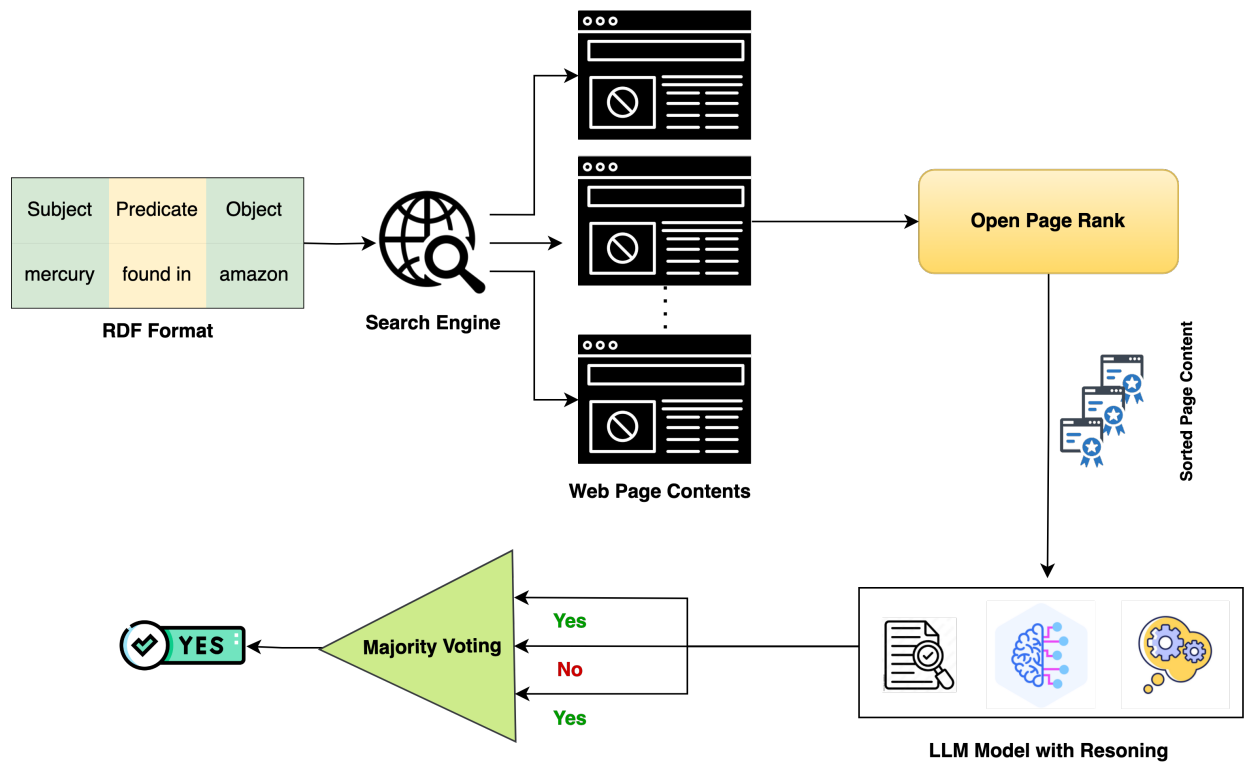 Subject Predicate Object
mercury found in amazon
RDF Format
Search Engine
Web Page Contents
Open Page Rank
Sorted Page Content
LLM Model with Resoning
Yes
No
Yes
Majority Voting
YES